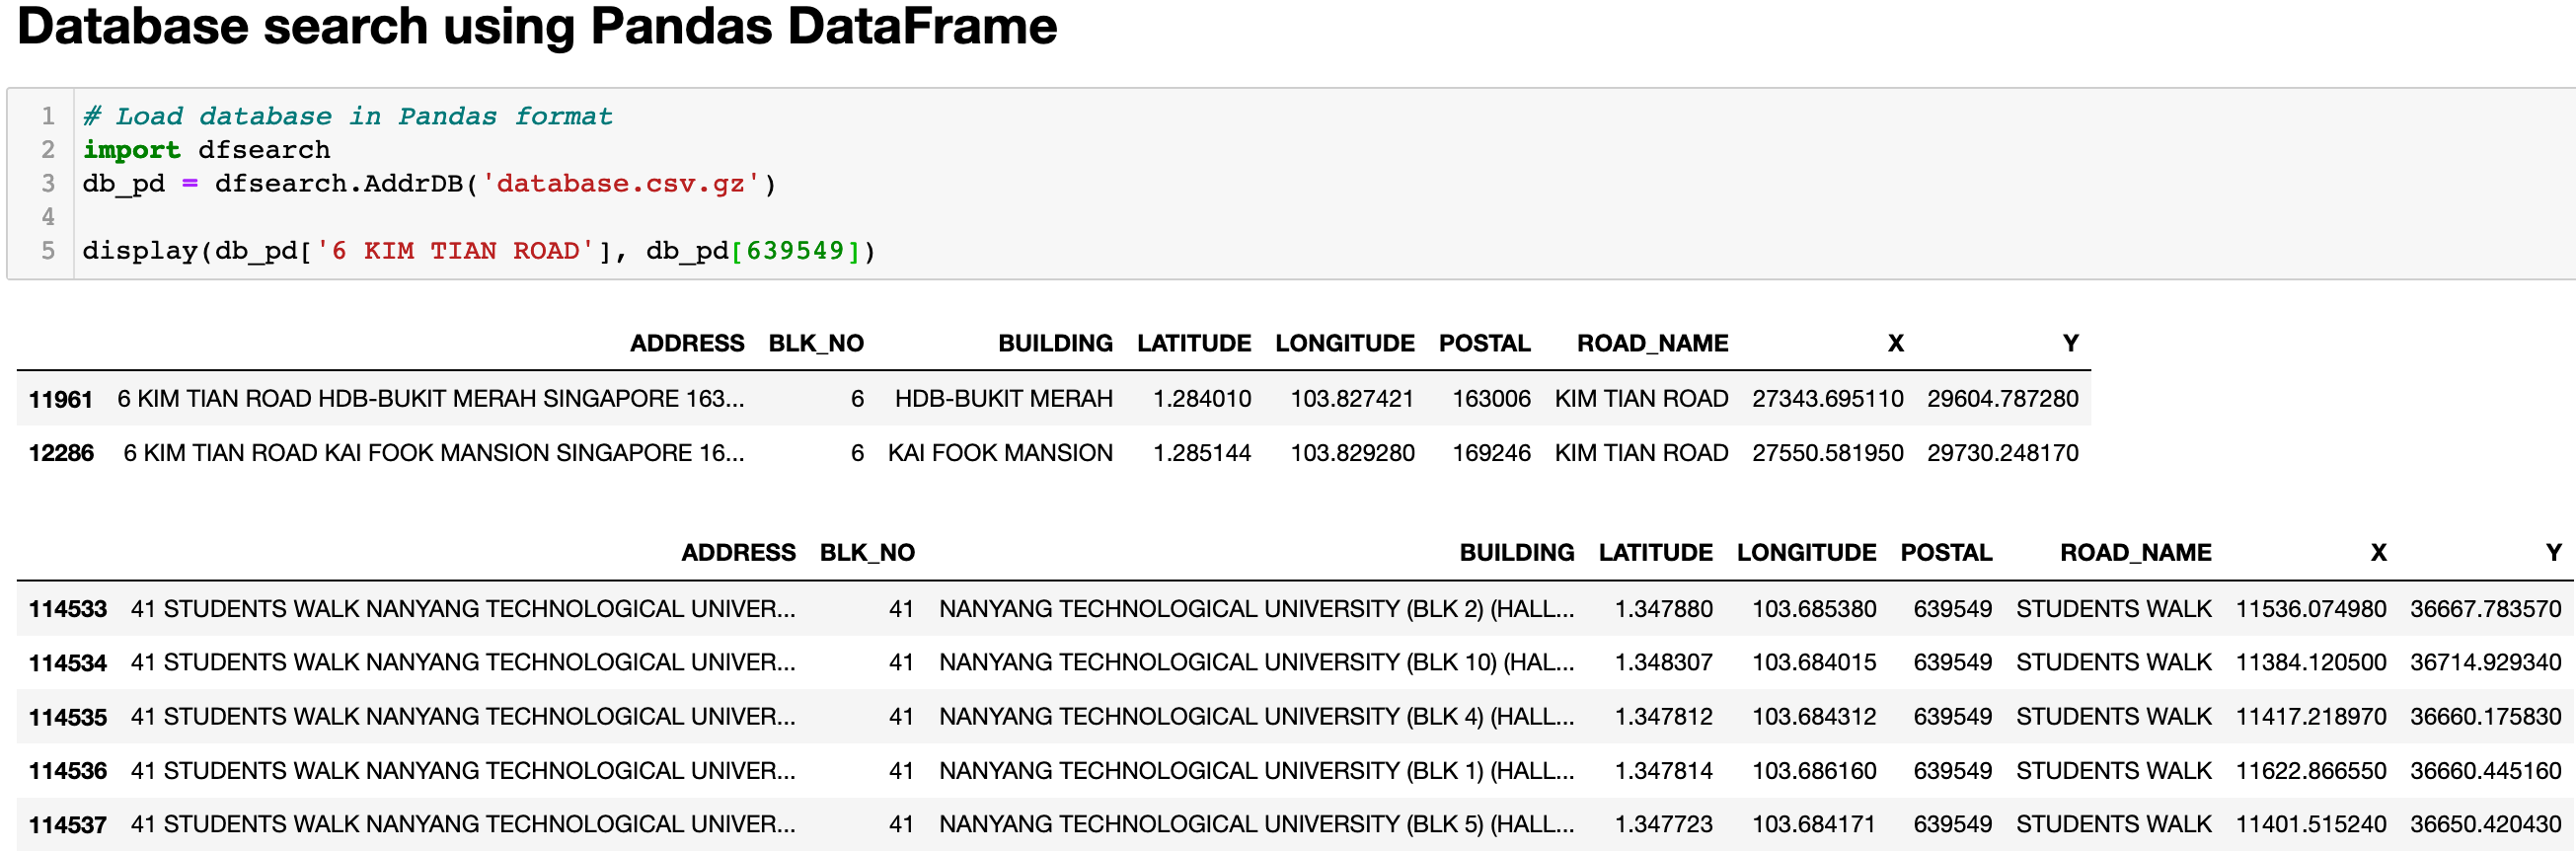 Database search using Pandas DataFrame
1 # Load database in Pandas format
2 import dfsearch
3 db_pd = dfsearch.AddrDB('database.csv.gz')
4
5 display(db_pd['6 KIM TIAN ROAD'], db_pd[639549])
ADDRESS BLK_NO BUILDING LATITUDE LONGITUDE POSTAL ROAD_NAME X Y
11961 6 KIM TIAN ROAD HDB-BUKIT MERAH SINGAPORE 163... 6 HDB-BUKIT MERAH 1.284010 103.827421 163006 KIM TIAN ROAD 27343.695110 29604.787280
12286 6 KIM TIAN ROAD KAI FOOK MANSION SINGAPORE 16... 6 KAI FOOK MANSION 1.285144 103.829280 169246 KIM TIAN ROAD 27550.581950 29730.248170
ADDRESS BLK_NO BUILDING LATITUDE LONGITUDE POSTAL ROAD_NAME X Y
114533 41 STUDENTS WALK NANYANG TECHNOLOGICAL UNIVER... 41 NANYANG TECHNOLOGICAL UNIVERSITY (BLK 2) (HALL... 1.347880 103.685380 639549 STUDENTS WALK 11536.074980 36667.783570
114534 41 STUDENTS WALK NANYANG TECHNOLOGICAL UNIVER... 41 NANYANG TECHNOLOGICAL UNIVERSITY (BLK 10) (HAL... 1.348307 103.684015 639549 STUDENTS WALK 11384.120500 36714.929340
114535 41 STUDENTS WALK NANYANG TECHNOLOGICAL UNIVER... 41 NANYANG TECHNOLOGICAL UNIVERSITY (BLK 4) (HALL... 1.347812 103.684312 639549 STUDENTS WALK 11417.218970 36660.175830
114536 41 STUDENTS WALK NANYANG TECHNOLOGICAL UNIVER... 41 NANYANG TECHNOLOGICAL UNIVERSITY (BLK 1) (HALL... 1.347814 103.686160 639549 STUDENTS WALK 11622.866550 36660.445160
114537 41 STUDENTS WALK NANYANG TECHNOLOGICAL UNIVER... 41 NANYANG TECHNOLOGICAL UNIVERSITY (BLK 5) (HALL... 1.347723 103.684171 639549 STUDENTS WALK 11401.515240 36650.420430